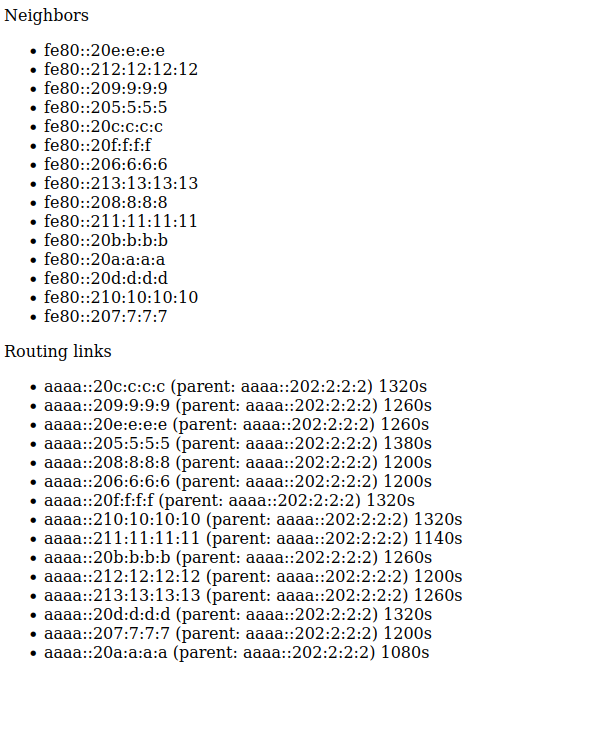 Neighbors
fe80::20e:e:e:e
fe80::212:12:12:12
fe80::209:9:9:9
fe80::205:5:5:5
fe80::20c:c:c:c
fe80::20f:f:f:f
fe80::206:6:6:6
fe80::213:13:13:13
fe80::208:8:8:8
fe80::211:11:11:11
fe80::20b:b:b:b
fe80::20a:a:a:a
fe80::20d:d:d:d
fe80::210:10:10:10
fe80::207:7:7:7
Routing links
aaaa::20c:c:c:c (parent: aaaa::202:2:2:2) 1320s
aaaa::209:9:9:9 (parent: aaaa::202:2:2:2) 1260s
aaaa::20e:e:e:e (parent: aaaa::202:2:2:2) 1260s
aaaa::205:5:5:5 (parent: aaaa::202:2:2:2) 1380s
aaaa::208:8:8:8 (parent: aaaa::202:2:2:2) 1200s
aaaa::206:6:6:6 (parent: aaaa::202:2:2:2) 1200s
aaaa::20f:f:f:f (parent: aaaa::202:2:2:2) 1320s
aaaa::210:10:10:10 (parent: aaaa::202:2:2:2) 1320s
aaaa::211:11:11:11 (parent: aaaa::202:2:2:2) 1140s
aaaa::20b:b:b:b (parent: aaaa::202:2:2:2) 1260s
aaaa::212:12:12:12 (parent: aaaa::202:2:2:2) 1200s
aaaa::213:13:13:13 (parent: aaaa::202:2:2:2) 1260s
aaaa::20d:d:d:d (parent: aaaa::202:2:2:2) 1320s
aaaa::207:7:7:7 (parent: aaaa::202:2:2:2) 1200s
aaaa::20a:a:a:a (parent: aaaa::202:2:2:2) 1080s